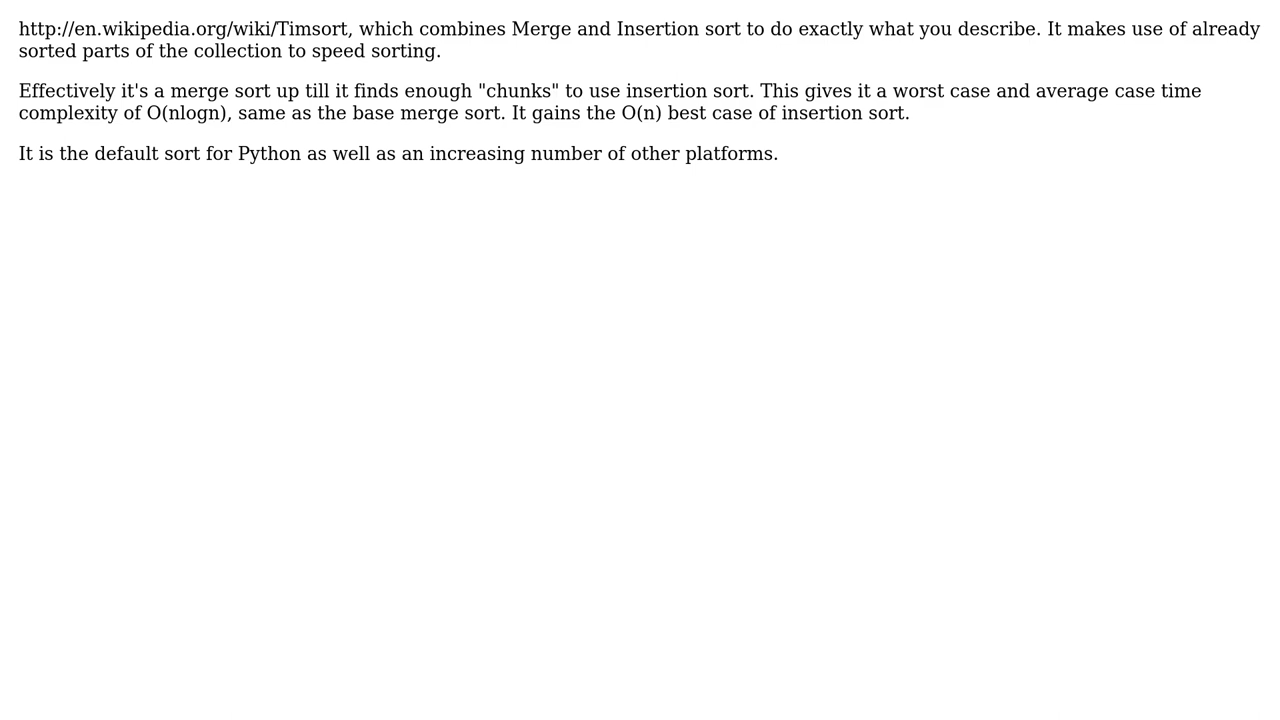 http://en.wikipedia.org/wiki/Timsort, which combines Merge and Insertion sort to do exactly what you describe. It makes use of already
sorted parts of the collection to speed sorting.
Effectively it's a merge sort up till it finds enough "chunks" to use insertion sort. This gives it a worst case and average case time
complexity of O(nlogn), same as the base merge sort. It gains the O(n) best case of insertion sort.
It is the default sort for Python as well as an increasing number of other platforms.